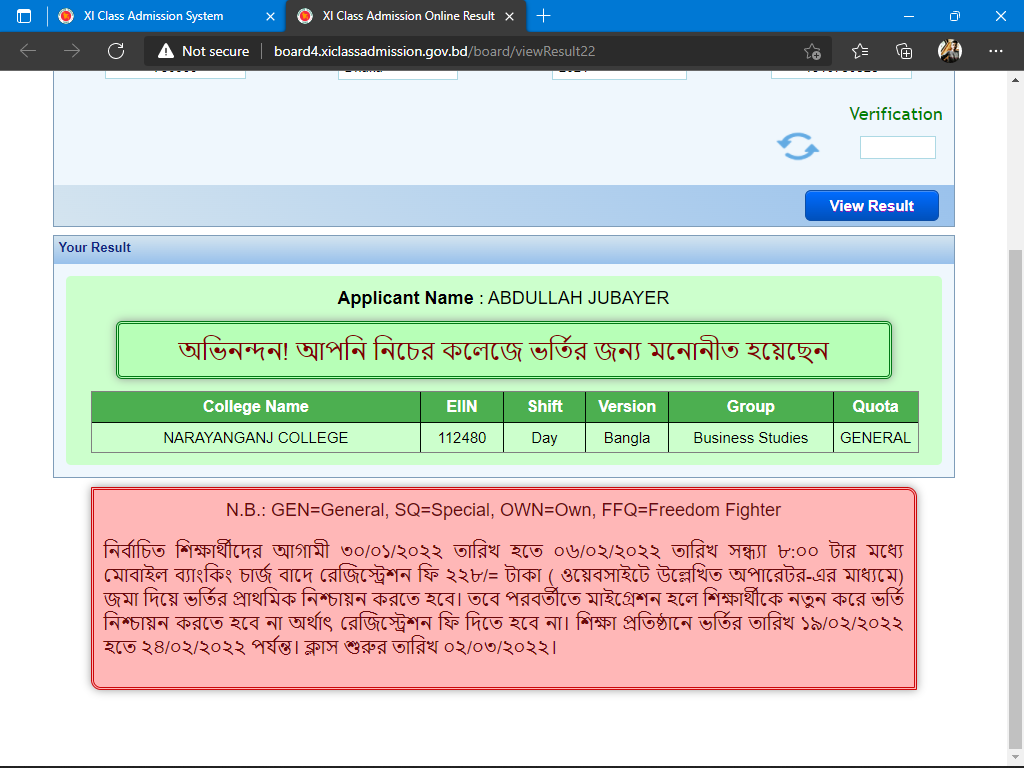 XI Class Admission System
XI Class Admission Online Result
Not secure
board4.xiclassadmission.gov.bd/board/viewResult22
Verification
View Result
Your Result
Applicant Name : ABDULLAH JUBAYER
অভিনন্দন! আপনি নিচের কলেজে ভর্তির জন্য মনোনীত হয়েছেন
College Name EIIN Shift Version Group Quota
NARAYANGANJ COLLEGE 112480 Day Bangla Business Studies GENERAL
N.B.: GEN=General, SQ=Special, OWN=Own, FFQ=Freedom Fighter
নির্বাচিত শিক্ষার্থীদের আগামী ৩০/০১/২০২২ তারিখ হতে ০৬/০২/২০২২ তারিখ সন্ধ্যা ৮:০০ টার মধ্যে
মোবাইল ব্যাংকিং চার্জ বাদে রেজিস্ট্রেশন ফি ২২৮/= টাকা ( ওয়েবসাইটে উল্লেখিত অপারেটর-এর মাধ্যমে)
জমা দিয়ে ভর্তির প্রাথমিক নিশ্চায়ন করতে হবে। তবে পরবর্তীতে মাইগ্রেশন হলে শিক্ষার্থীকে নতুন করে ভর্তি
নিশ্চায়ন করতে হবে না অর্থাৎ রেজিস্ট্রেশন ফি দিতে হবে না। শিক্ষা প্রতিষ্ঠানে ভর্তির তারিখ ১৯/০২/২০২২
হতে ২৪/০২/২০২২ পর্যন্ত। ক্লাস শুরুর তারিখ ০২/০৩/২০২২।